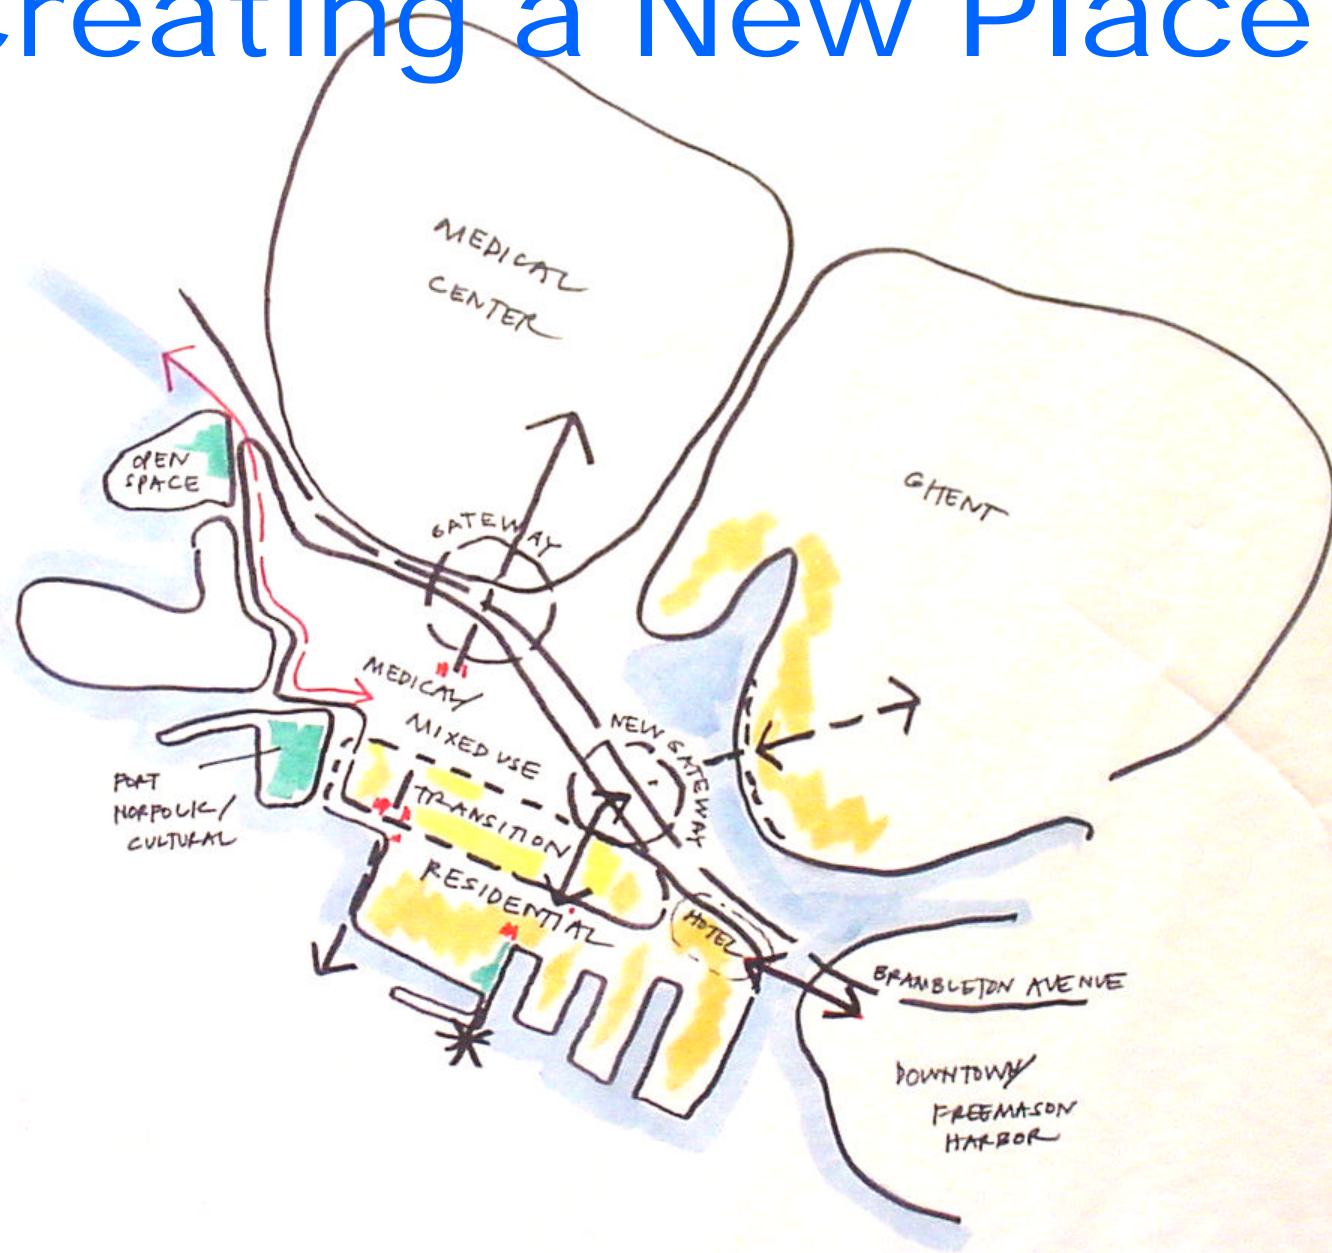 Creating a New Place
MEDICAL
CENTER
OPEN
SPACE
GHENT
GATEWAY
MEDICAL/
MIXED USE
NEW GATEWAY
TRANSITION
RESIDENTIAL
HOTEL
FORT
NORFOLK/
CULTURAL
BRAMBLETON AVENUE
DOWNTOWN/
FREEMASON
HARBOR